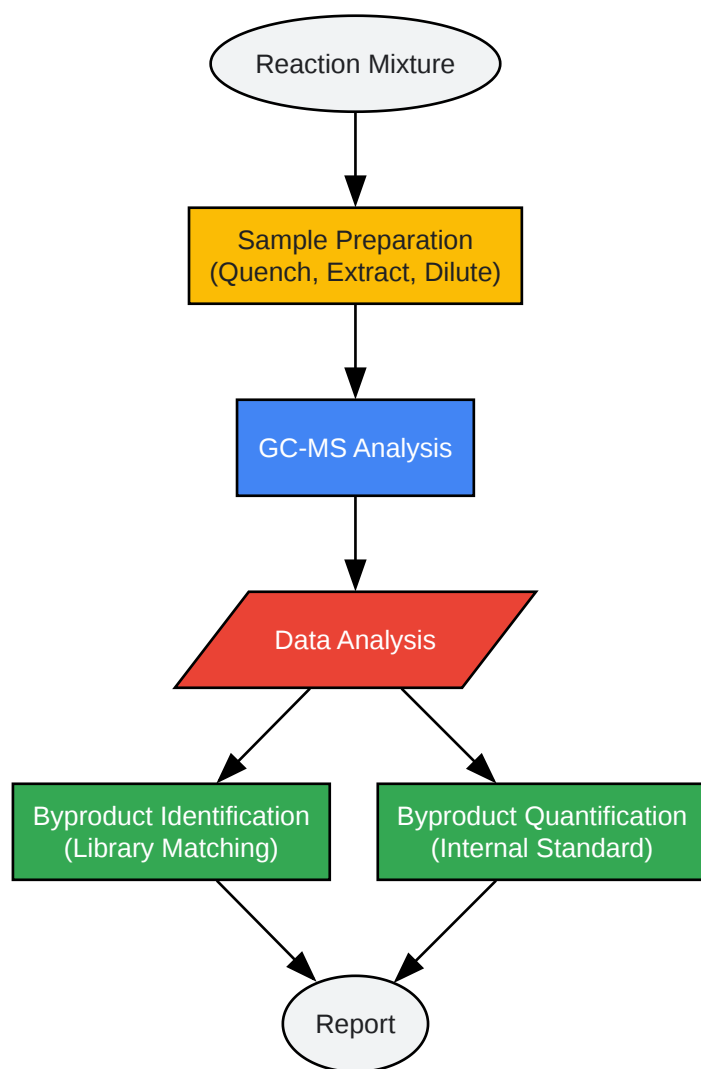 Reaction Mixture
Sample Preparation
(Quench, Extract, Dilute)
GC-MS Analysis
Data Analysis
Byproduct Identification
(Library Matching)
Byproduct Quantification
(Internal Standard)
Report